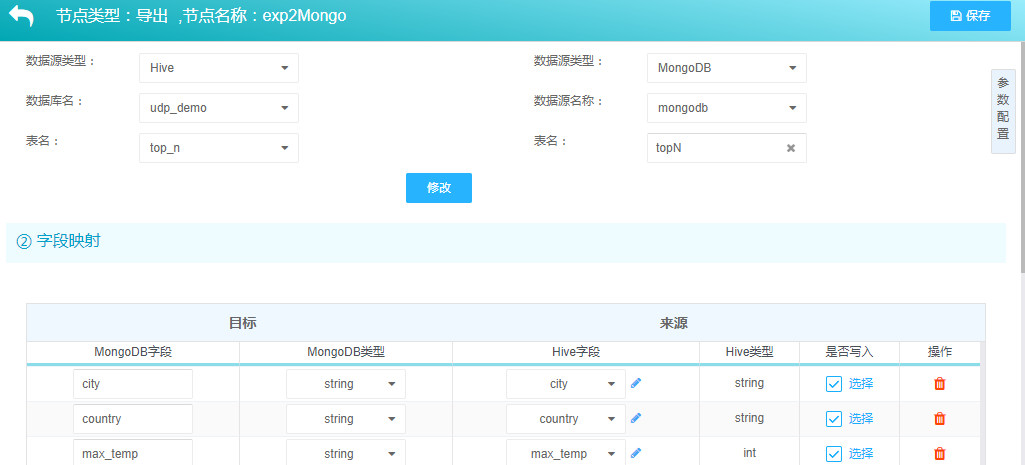 节点类型：导出 ,节点名称：exp2Mongo 保存
数据源类型： Hive 数据源类型： MongoDB
数据库名： udp_demo 数据源名称： mongodb
表名： top_n 表名： topN
参数配置
修改
② 字段映射
目标 来源
MongoDB字段 MongoDB类型 Hive字段 Hive类型 是否写入 操作
city string city string 选择
country string country string 选择
max_temp string max_temp int 选择